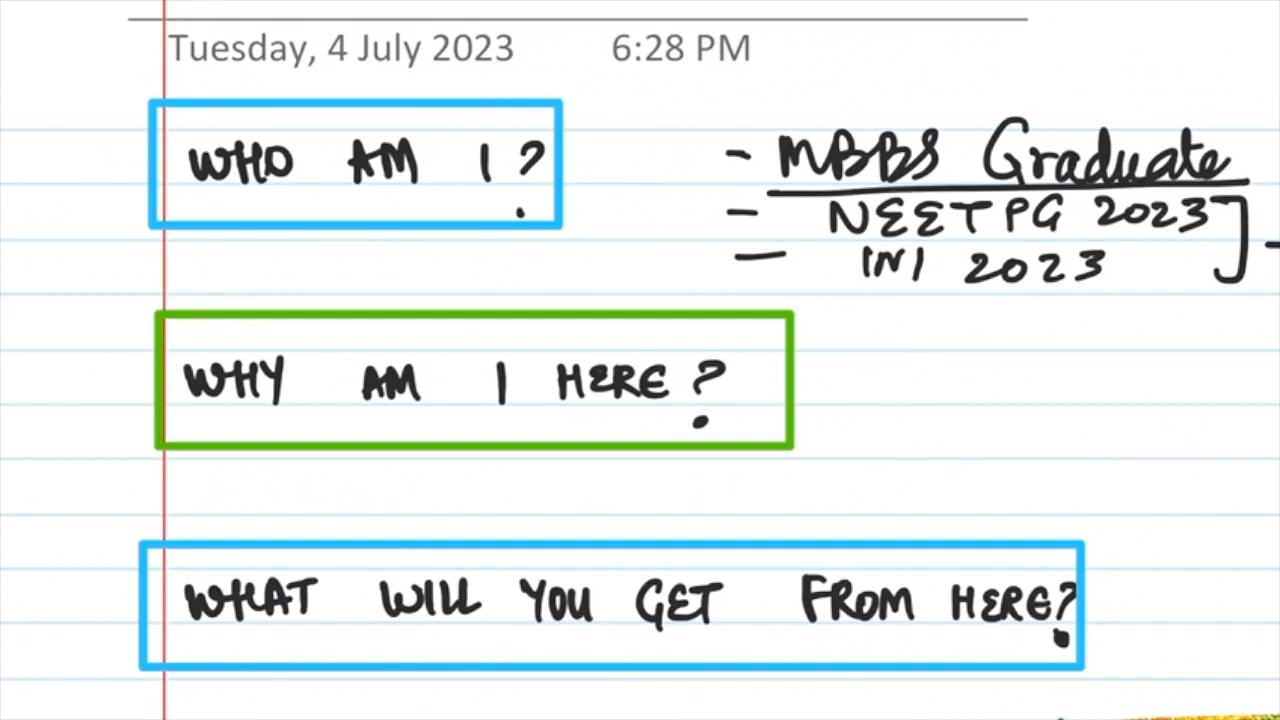 Tuesday, 4 July 2023 6:28 PM
WHO AM I ?
- MBBS Graduate
- NEETPG 2023
- INI 2023
WHY AM I HERE ?
WHAT WILL YOU GET FROM HERE?